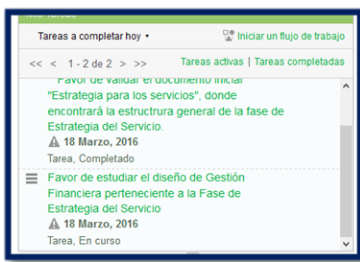 Mis Tareas
Tareas a completar hoy
Iniciar un flujo de trabajo
<< < 1 - 2 de 2 > >>
Tareas activas | Tareas completadas
Favor de validar el documento inicial
"Estrategia para los servicios", donde
encontrará la estructrura general de la fase de
Estrategia del Servicio.
18 Marzo, 2016
Tarea, Completado
Favor de estudiar el diseño de Gestión
Financiera perteneciente a la Fase de
Estrategia del Servicio
18 Marzo, 2016
Tarea, En curso